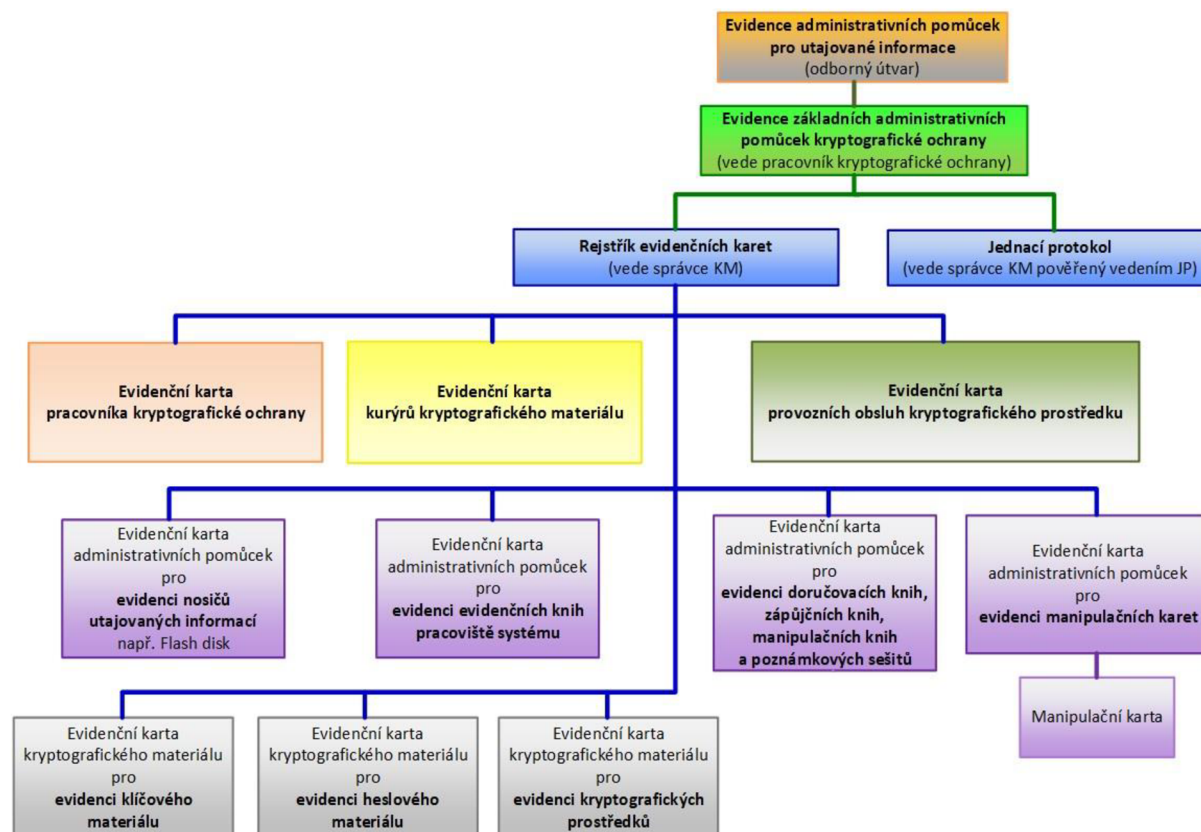 Evidence administrativních pomůcek
pro utajované informace
(odborný útvar)
Evidence základních administrativních
pomůcek kryptografické ochrany
(vede pracovník kryptografické ochrany)
Rejstřík evidenčních karet
(vede správce KM)
Jednací protokol
(vede správce KM pověřený vedením JP)
Evidenční karta
pracovníka kryptografické ochrany
Evidenční karta
kurýrů kryptografického materiálu
Evidenční karta
provozních obsluh kryptografického prostředku
Evidenční karta
administrativních pomůcek
pro
evidenci nosičů
utajovaných informací
např. Flash disk
Evidenční karta
administrativních pomůcek
pro
evidenci evidenčních knih
pracoviště systému
Evidenční karta
administrativních pomůcek
pro
evidenci doručovacích knih,
zápůjčních knih,
manipulačních knih
a poznámkových sešitů
Evidenční karta
administrativních pomůcek
pro
evidenci manipulačních karet
Manipulační karta
Evidenční karta
kryptografického materiálu
pro
evidenci klíčového
materiálu
Evidenční karta
kryptografického materiálu
pro
evidenci heslového
materiálu
Evidenční karta
kryptografického materiálu
pro
evidenci kryptografických
prostředků